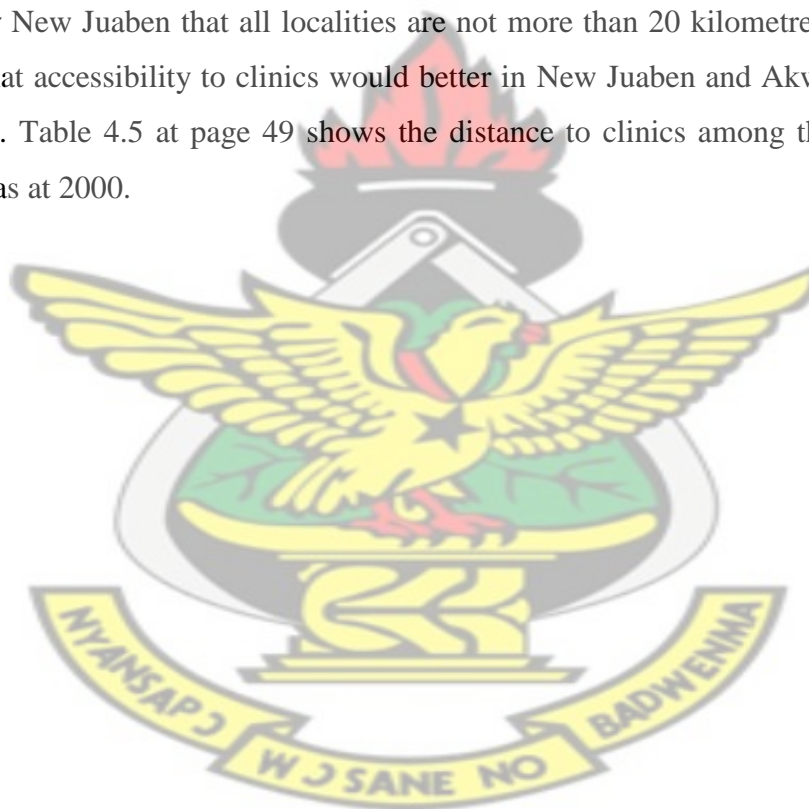 New Juaben that all localities are not more than 20 kilometre
at accessibility to clinics would better in New Juaben and Akw
. Table 4.5 at page 49 shows the distance to clinics among th
as at 2000.
NYANSAPƆ
WƆSANE NO
BADWENMA